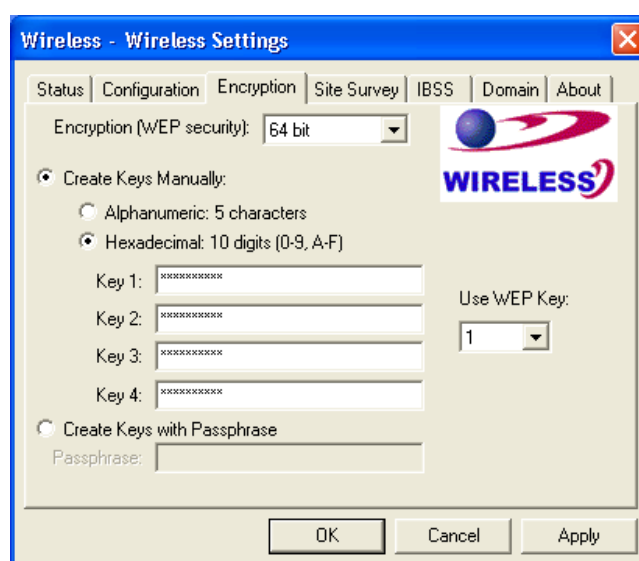 Wireless - Wireless Settings
Status Configuration Encryption Site Survey IBSS Domain About
Encryption (WEP security): 64 bit
WIRELESS
Create Keys Manually:
Alphanumeric: 5 characters
Hexadecimal: 10 digits (0-9, A-F)
Key 1: **********
Use WEP Key:
Key 2: **********
1
Key 3: **********
Key 4: **********
Create Keys with Passphrase
Passphrase:
OK Cancel Apply